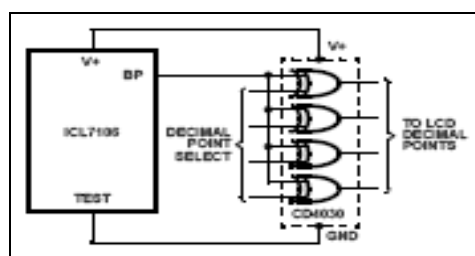 V+
V+
BP
ICL7106
DECIMAL
POINT
SELECT
TO LCD
DECIMAL
POINTS
TEST
CD4030
GND